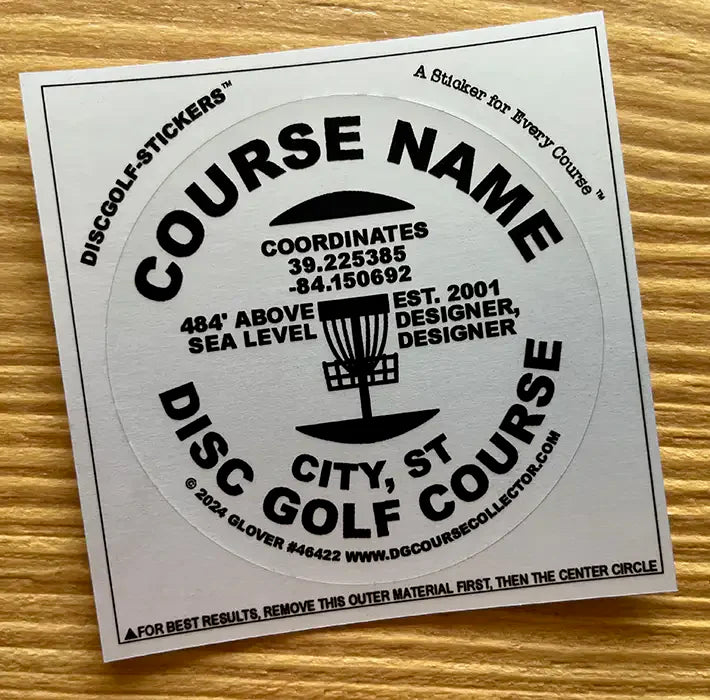 DISCGOLF-STICKERS™
A Sticker for Every Course ™
COURSE NAME
COORDINATES
39.225385
-84.150692
484' ABOVE
SEA LEVEL
EST. 2001
DESIGNER,
DESIGNER
CITY, ST
DISC GOLF COURSE
© 2024 GLOVER #46422 WWW.DGCOURSECOLLECTOR.COM
▲FOR BEST RESULTS, REMOVE THIS OUTER MATERIAL FIRST, THEN THE CENTER CIRCLE